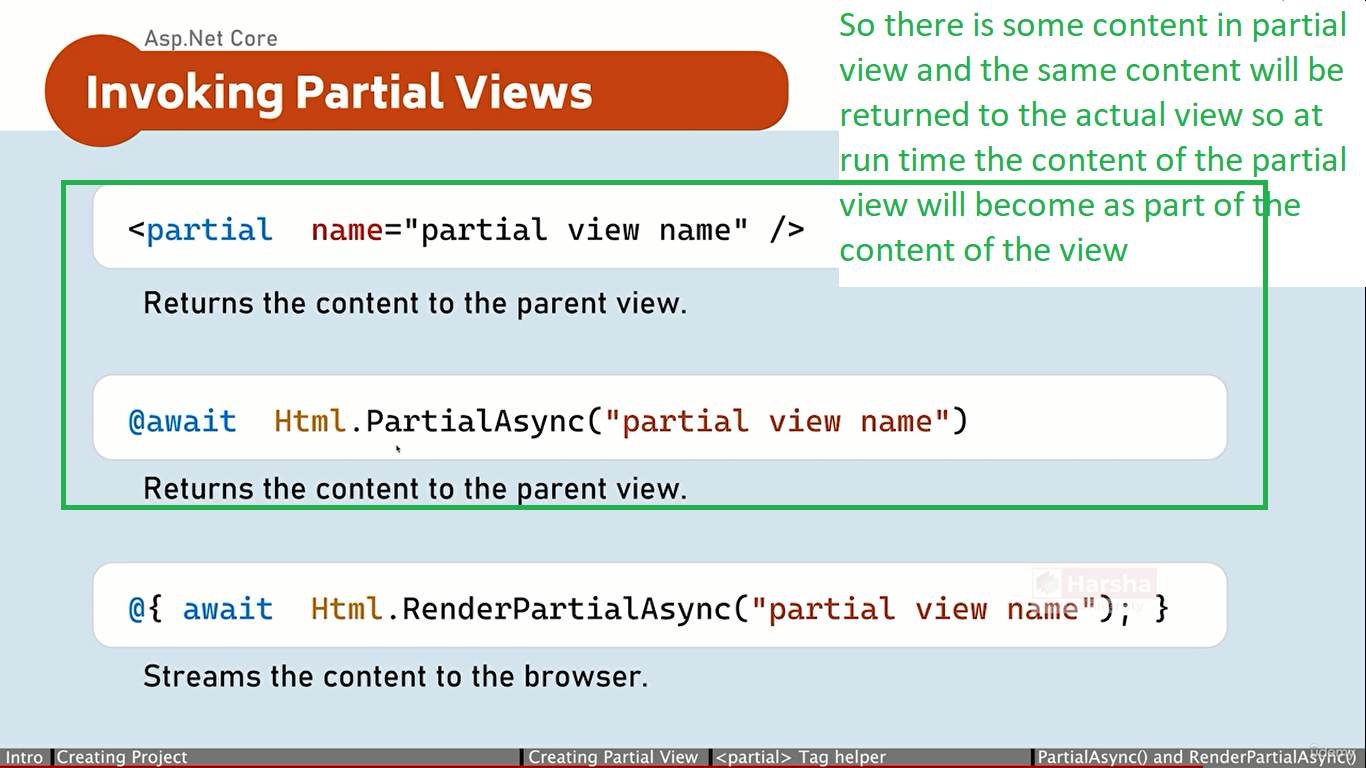 Asp.Net Core
Invoking Partial Views
So there is some content in partial
view and the same content will be
returned to the actual view so at
run time the content of the partial
view will become as part of the
content of the view
<partial name="partial view name" />
Returns the content to the parent view.
@await Html.PartialAsync("partial view name")
Returns the content to the parent view.
Harsha
@{ await Html.RenderPartialAsync("partial view name"); }
Streams the content to the browser.
Intro
Creating Project
Creating Partial View
<partial> Tag helper
PartialAsync() and RenderPartialAsync()
Udemy